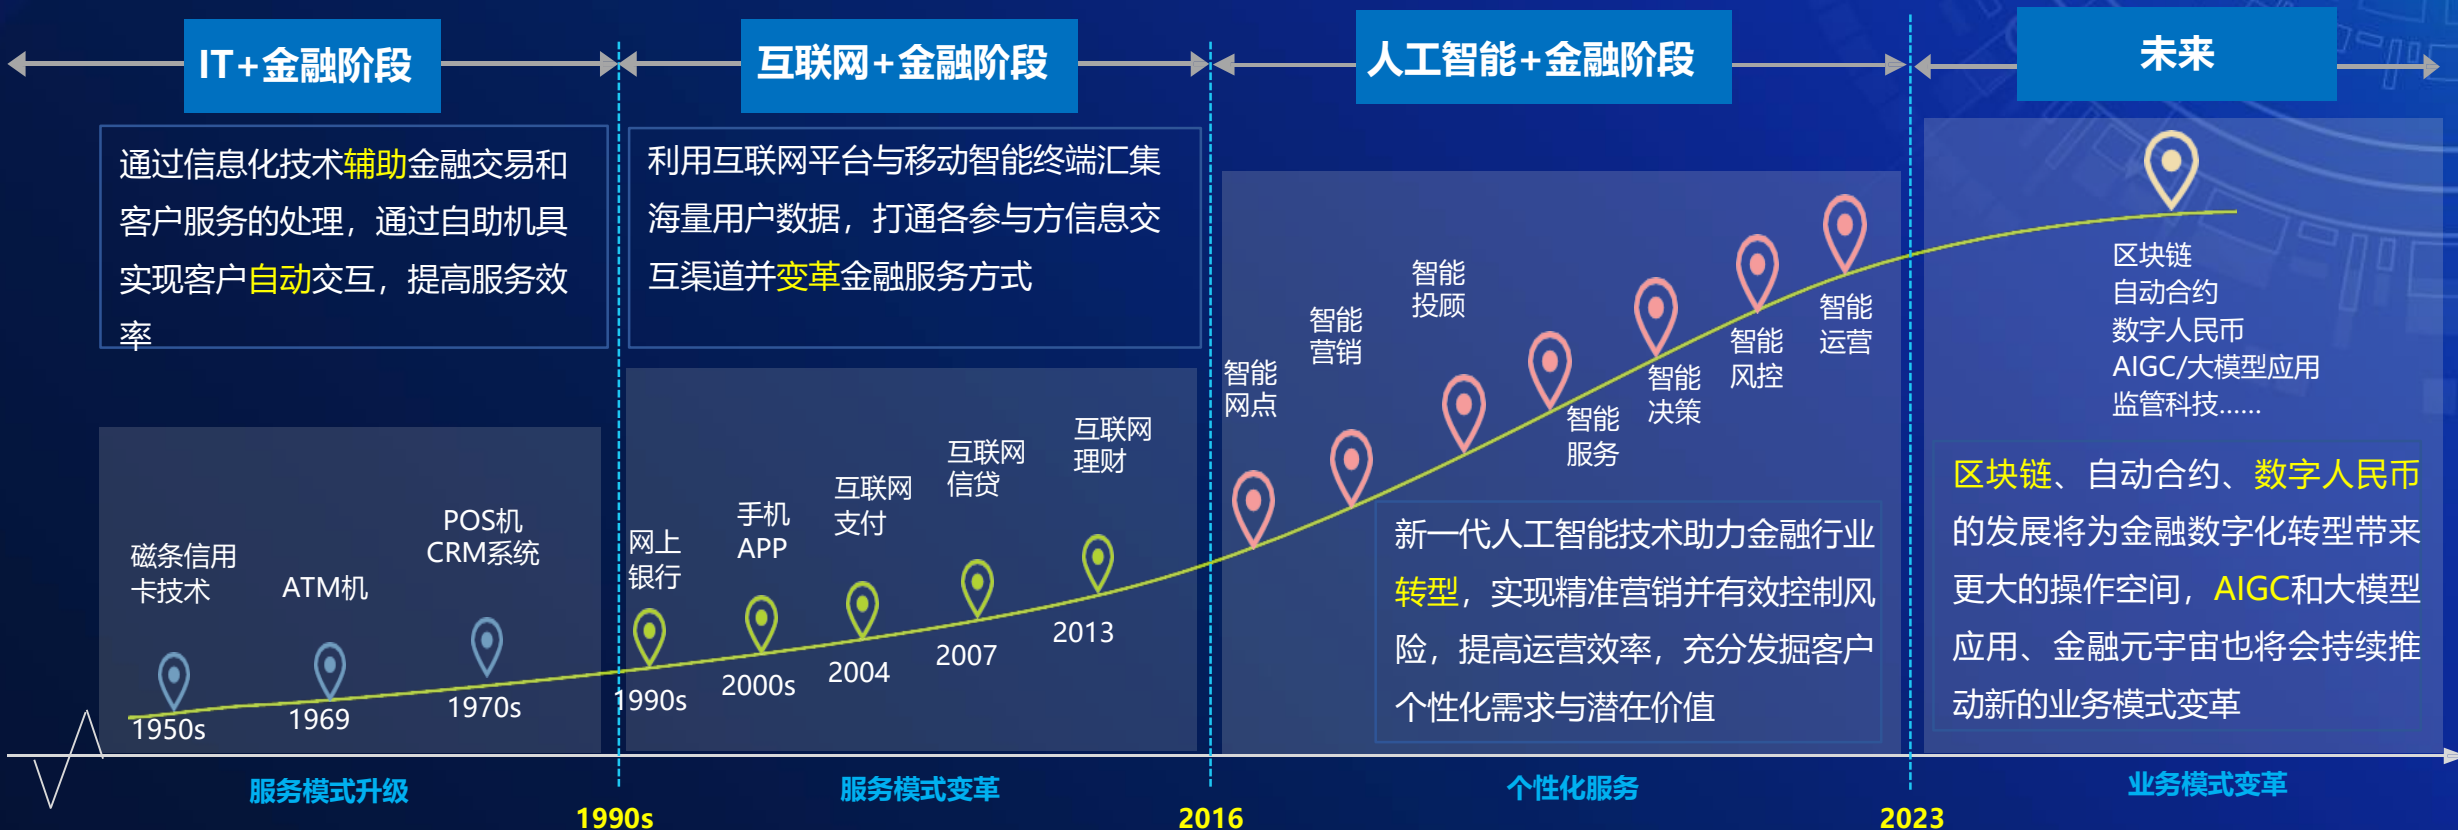 IT+金融阶段
互联网+金融阶段
人工智能+金融阶段
未来
通过信息化技术辅助金融交易和
客户服务的处理，通过自助机具
实现客户自动交互，提高服务效
率
利用互联网平台与移动智能终端汇集
海量用户数据，打通各参与方信息交
互渠道并变革金融服务方式
磁条信用
卡技术
1950s
ATM机
1969
POS机
CRM系统
1970s
网上
银行
1990s
手机
APP
2000s
互联网
支付
2004
互联网
信贷
2007
互联网
理财
2013
智能
网点
智能
营销
智能
投顾
智能
服务
智能
决策
智能
风控
智能
运营
新一代人工智能技术助力金融行业
转型，实现精准营销并有效控制风
险，提高运营效率，充分发掘客户
个性化需求与潜在价值
区块链
自动合约
数字人民币
AIGC/大模型应用
监管科技……
区块链、自动合约、数字人民币
的发展将为金融数字化转型带来
更大的操作空间，AIGC和大模型
应用、金融元宇宙也将会持续推
动新的业务模式变革
服务模式升级
服务模式变革
个性化服务
业务模式变革
1990s
2016
2023